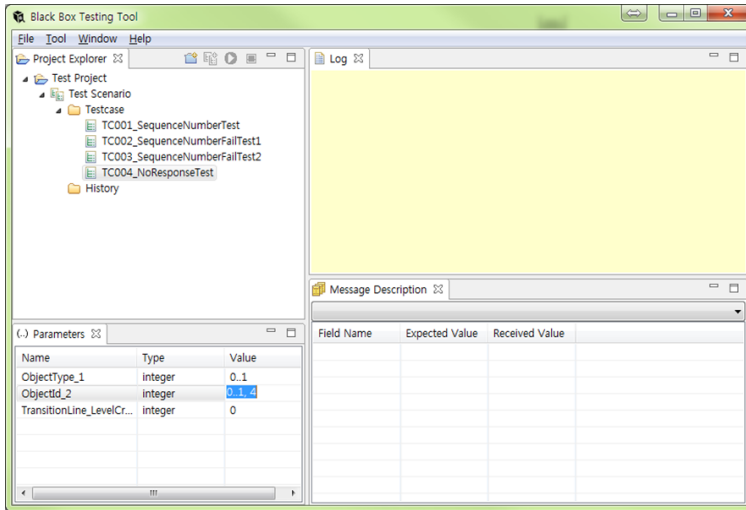 Black Box Testing Tool
File Tool Window Help
Project Explorer
Test Project
Test Scenario
Testcase
TC001_SequenceNumberTest
TC002_SequenceNumberFailTest1
TC003_SequenceNumberFailTest2
TC004_NoResponseTest
History
Log
Message Description
Field Name Expected Value Received Value
(..) Parameters
Name Type Value
ObjectType_1 integer 0..1
ObjectId_2 integer 0..1, 4
TransitionLine_LevelCr... integer 0